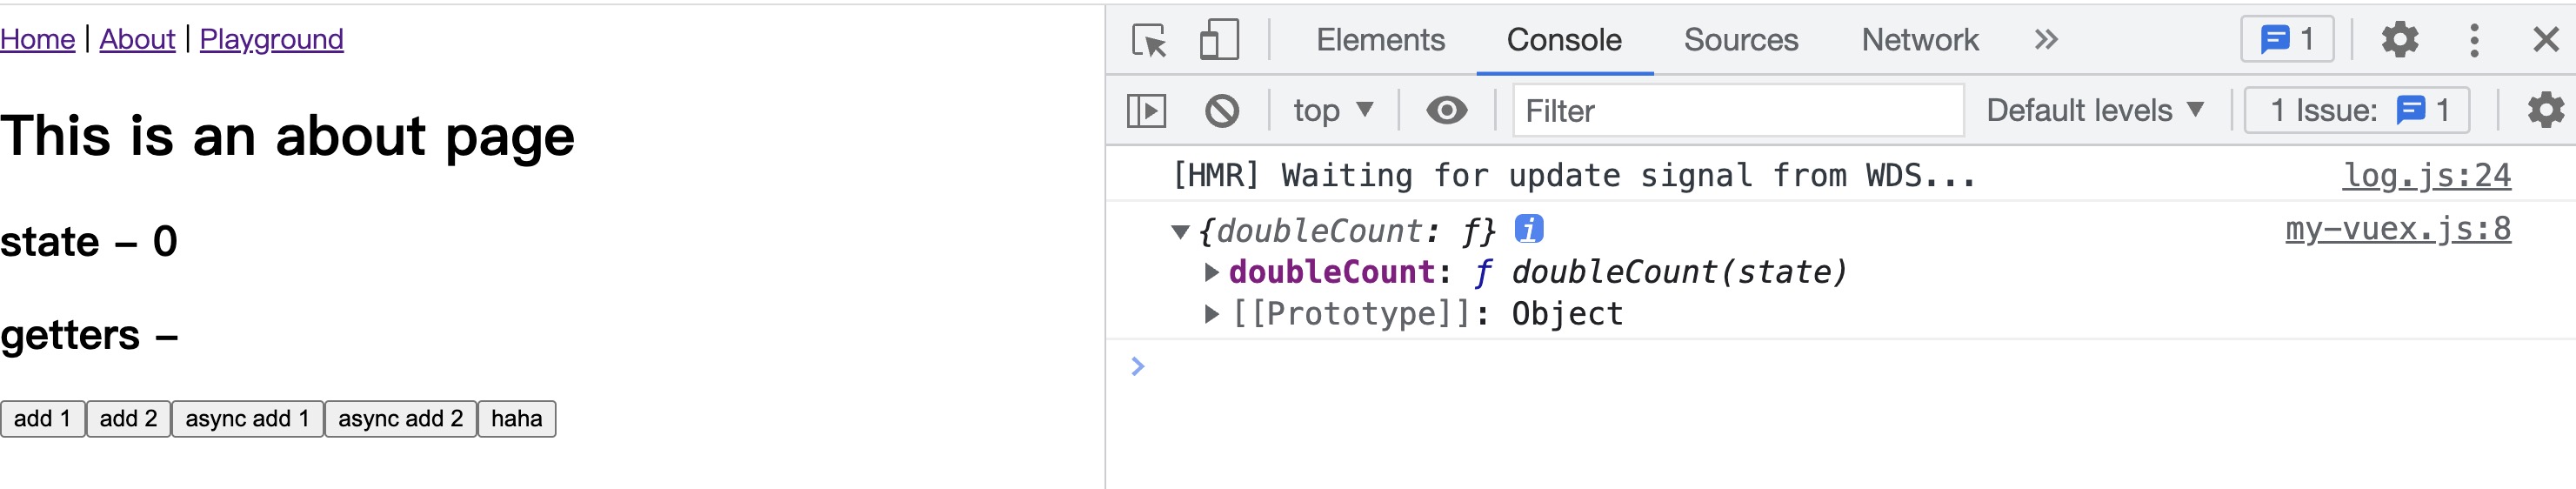 Home | About | Playground
This is an about page
state – 0
getters –
add 1 add 2 async add 1 async add 2 haha
Elements Console Sources Network » 1
top Filter Default levels 1 Issue: 1
[HMR] Waiting for update signal from WDS... log.js:24
{doubleCount: ƒ} i my-vuex.js:8
doubleCount: ƒ doubleCount(state)
[[Prototype]]: Object
>